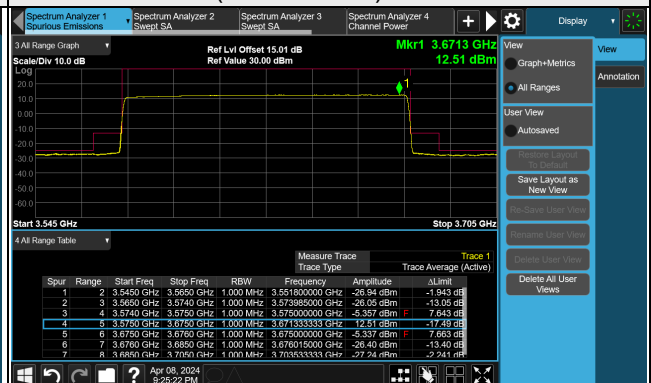 Spectrum Analyzer 1
Spurious Emissions
Spectrum Analyzer 2
Swept SA
Spectrum Analyzer 3
Swept SA
Spectrum Analyzer 4
Channel Power
+
Display
3 All Range Graph
Ref Lvl Offset 15.01 dB
Mkr1 3.6713 GHz
Scale/Div 10.0 dB
Ref Value 30.00 dBm
12.51 dBm
Log
1
20.0
10.0
0.00
-10.0
-20.0
-30.0
-40.0
-50.0
-60.0
Start 3.545 GHz
Stop 3.705 GHz
4 All Range Table
Measure Trace Trace 1
Trace Type Trace Average (Active)
Spur Range Start Freq Stop Freq RBW Frequency Amplitude ΔLimit
1 2 3.5450 GHz 3.5650 GHz 1.000 MHz 3.551800000 GHz -26.94 dBm -1.943 dB
2 3 3.5650 GHz 3.5740 GHz 1.000 MHz 3.573985000 GHz -26.05 dBm -13.05 dB
3 4 3.5740 GHz 3.5750 GHz 1.000 MHz 3.575000000 GHz -5.357 dBm F 7.643 dB
4 5 3.5750 GHz 3.6750 GHz 1.000 MHz 3.671333333 GHz 12.51 dBm -17.49 dB
5 6 3.6750 GHz 3.6760 GHz 1.000 MHz 3.675000000 GHz -5.337 dBm F 7.663 dB
6 7 3.6760 GHz 3.6850 GHz 1.000 MHz 3.676015000 GHz -26.40 dBm -13.40 dB
7 8 3.6850 GHz 3.7050 GHz 1.000 MHz 3.703533333 GHz -27.24 dBm -2.241 dB
?
Apr 08, 2024
9:25:22 PM
View
Graph+Metrics
All Ranges
User View
Autosaved
Restore Layout
To Default
Save Layout as
New View
Re-Save User View
Rename User View
Delete User View
Delete All User
Views
View
Annotation